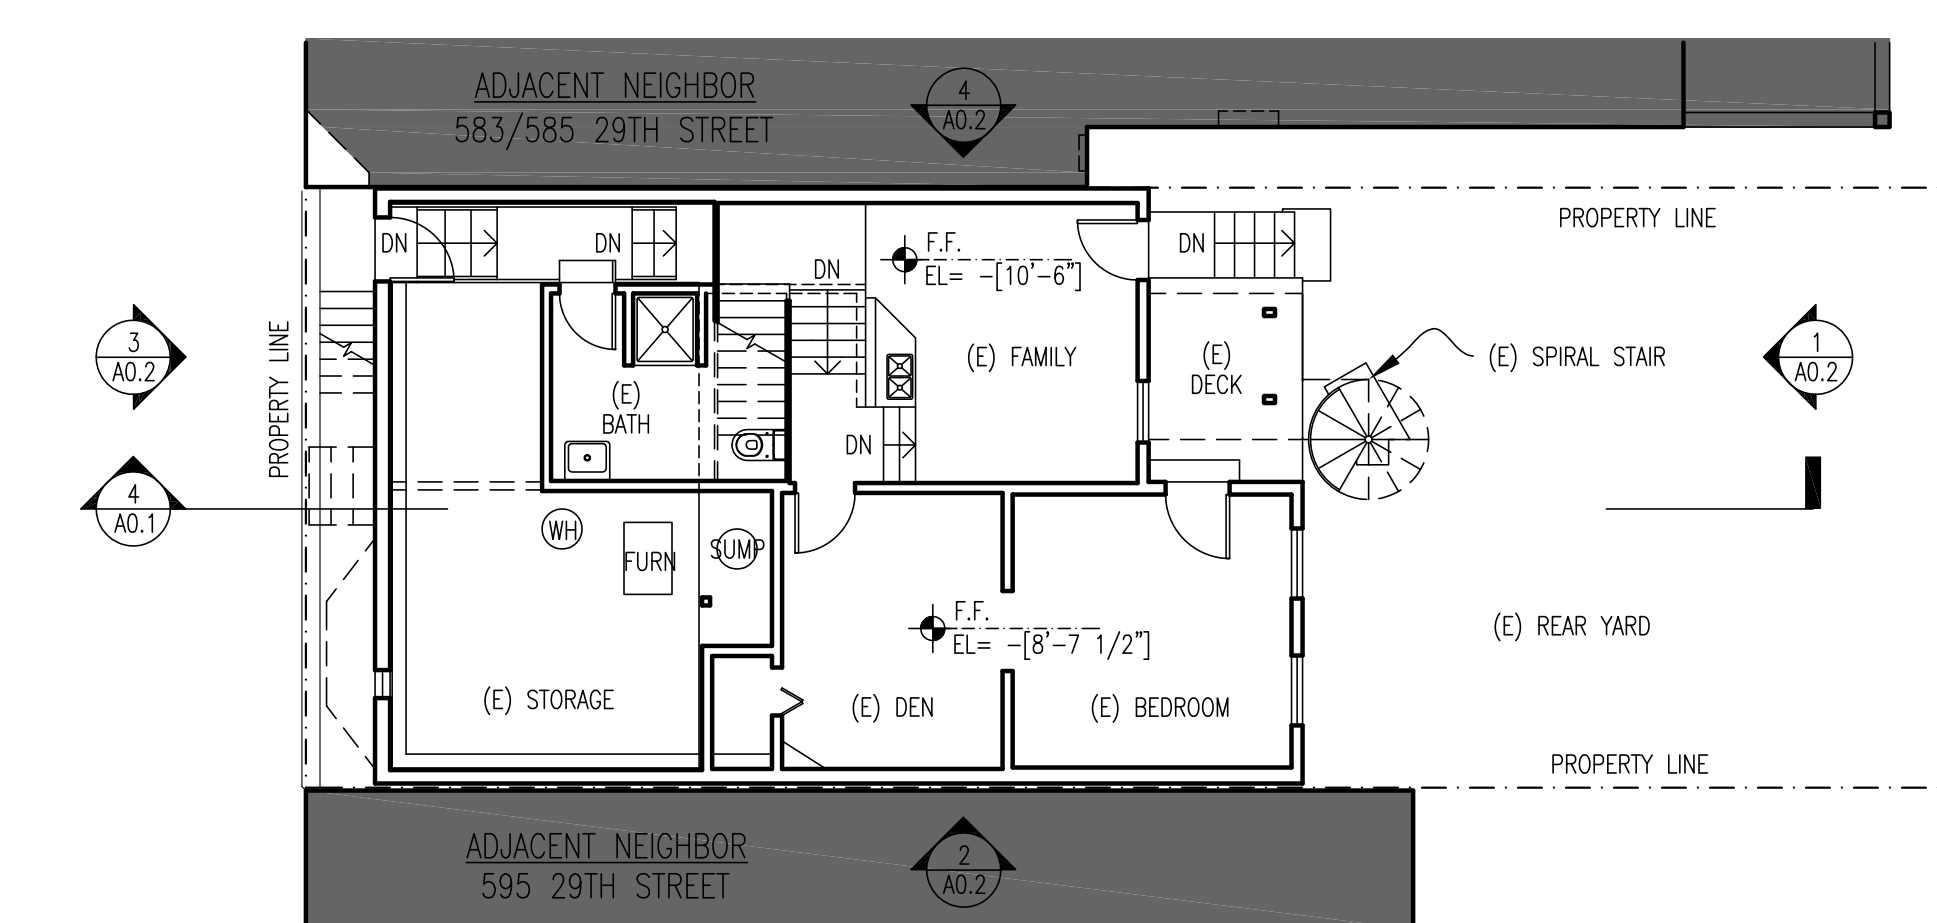 ADJACENT NEIGHBOR
583/585 29TH STREET
4
A0.2
PROPERTY LINE
DN
DN
DN
DN
F.F.
EL= -[10'-6"]
3
A0.2
PROPERTY LINE
(E) FAMILY
(E)
DECK
(E) SPIRAL STAIR
1
A0.2
(E)
BATH
DN
4
A0.1
WH
FURN
SUMP
F.F.
EL= -[8'-7 1/2"]
(E) REAR YARD
(E) STORAGE
(E) DEN
(E) BEDROOM
PROPERTY LINE
ADJACENT NEIGHBOR
595 29TH STREET
2
A0.2